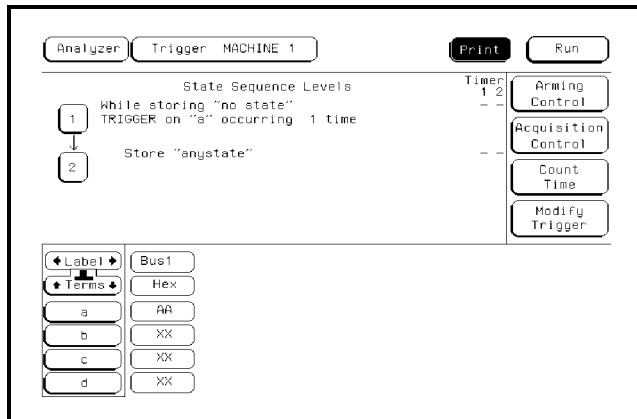 Analyzer Trigger MACHINE 1 Print Run
State Sequence Levels
Timer
1 2
While storing "no state"
1 TRIGGER on "a" occurring 1 time
- -
2 Store "anystate"
- -
Arming
Control
Acquisition
Control
Count
Time
Modify
Trigger
Label Bus1
Terms Hex
a AA
b XX
c XX
d XX